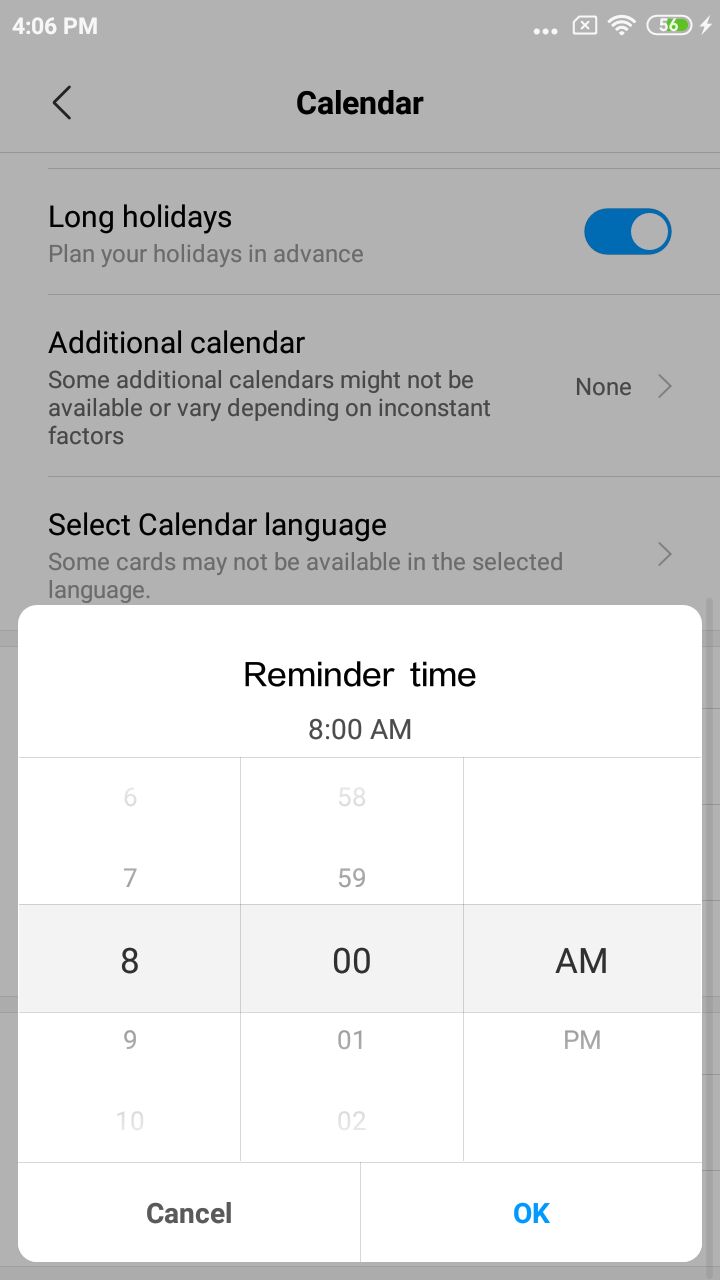 4:06 PM
56
Calendar
Long holidays
Plan your holidays in advance
Additional calendar
Some additional calendars might not be
available or vary depending on inconstant
factors
None
Select Calendar language
Some cards may not be available in the selected
language.
Reminder time
8:00 AM
6 58
7 59
8 00 AM
9 01 PM
10 02
Cancel OK